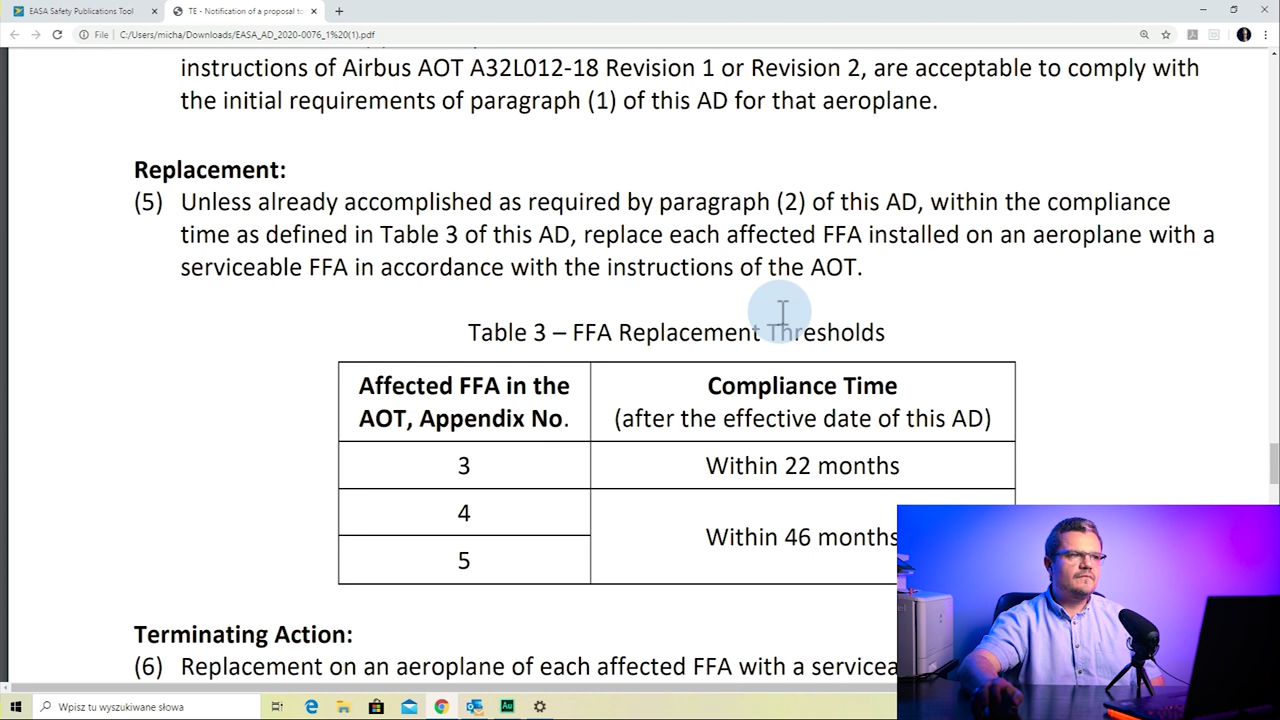 EASA Safety Publications Tool
TE - Notification of a proposal to
File
C:/Users/micha/Downloads/EASA_AD_2020-0076_1%20(1).pdf
instructions of Airbus AOT A32L012-18 Revision 1 or Revision 2, are acceptable to comply with
the initial requirements of paragraph (1) of this AD for that aeroplane.
Replacement:
(5) Unless already accomplished as required by paragraph (2) of this AD, within the compliance
time as defined in Table 3 of this AD, replace each affected FFA installed on an aeroplane with a
serviceable FFA in accordance with the instructions of the AOT.
Table 3 – FFA Replacement Thresholds
Affected FFA in the
AOT, Appendix No.
Compliance Time
(after the effective date of this AD)
3
Within 22 months
4
Within 46 months
5
Terminating Action:
(6) Replacement on an aeroplane of each affected FFA with a servicea
Wpisz tu wyszukiwane słowa